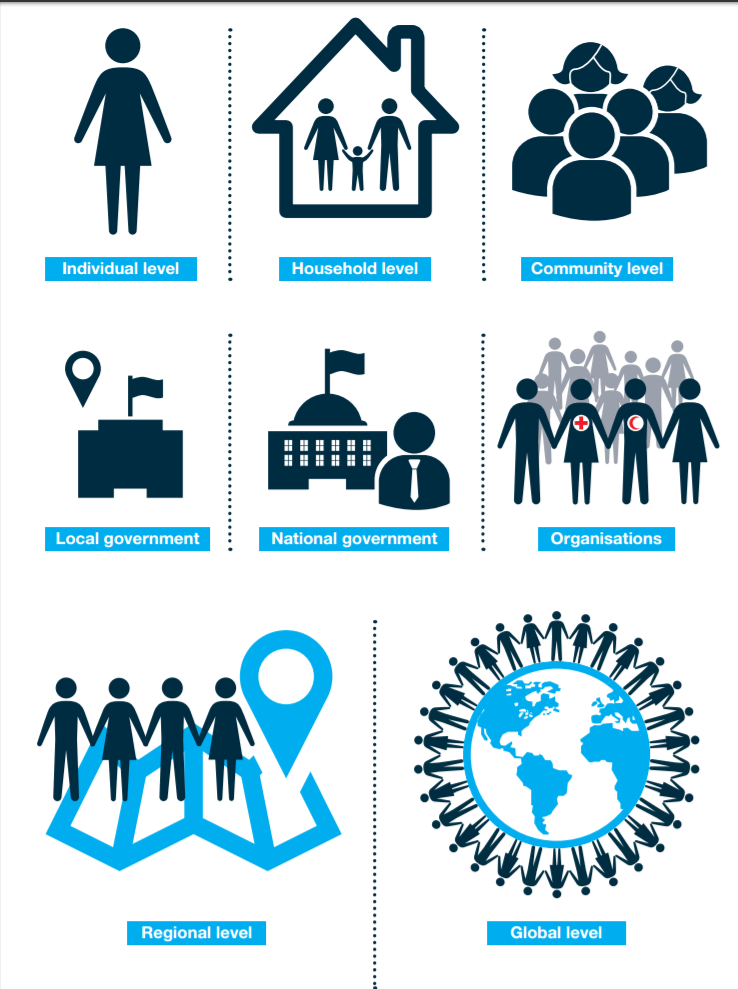 Individual level
Household level
Community level
Local government
National government
Organisations
Regional level
Global level